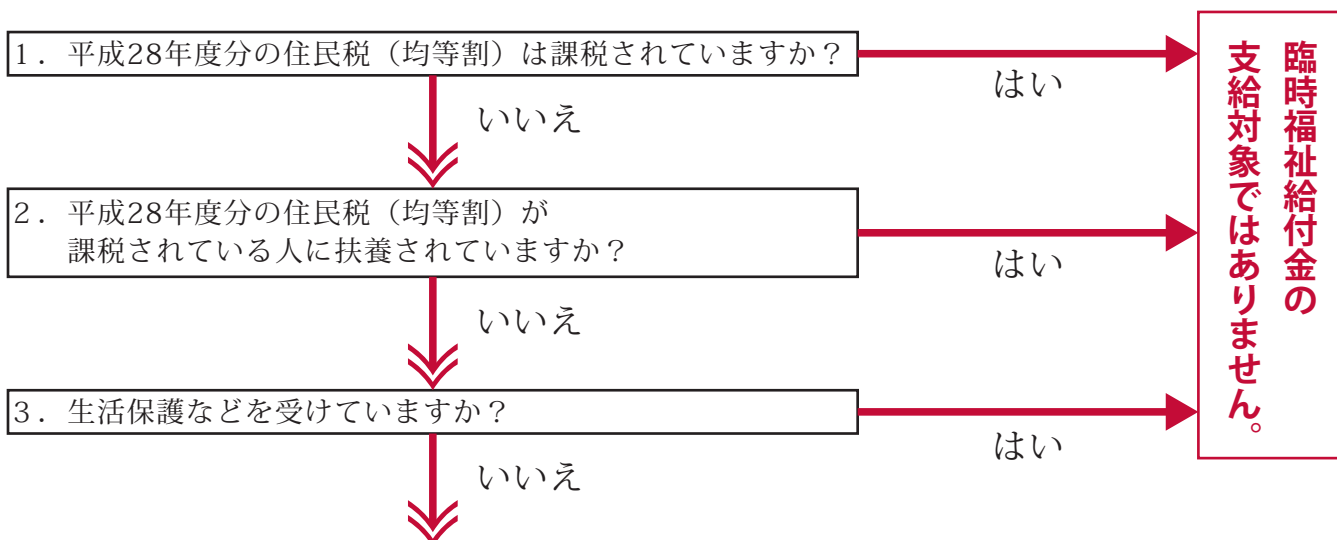 1．平成28年度分の住民税（均等割）は課税されていますか？
はい
いいえ
2．平成28年度分の住民税（均等割）が
課税されている人に扶養されていますか？
はい
いいえ
3．生活保護などを受けていますか？
はい
いいえ
臨時福祉給付金の
支給対象ではありません。